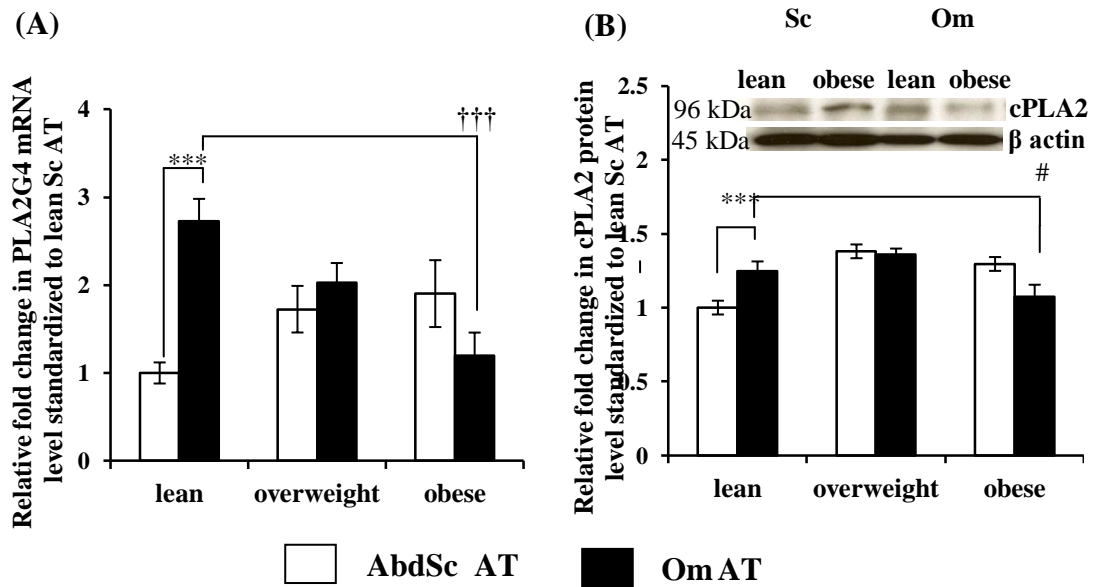 (A)
Relative fold change in PLA2G4 mRNA
level standardized to lean Sc AT
4
3
2
1
0
***
†††
lean overweight obese
(B)
Sc Om
lean obese lean obese
96 kDa cPLA2
45 kDa β actin
Relative fold change in cPLA2 protein
level standardized to lean Sc AT
2.5
2
1.5
1
0.5
0
***
#
lean overweight obese
AbdSc AT Om AT